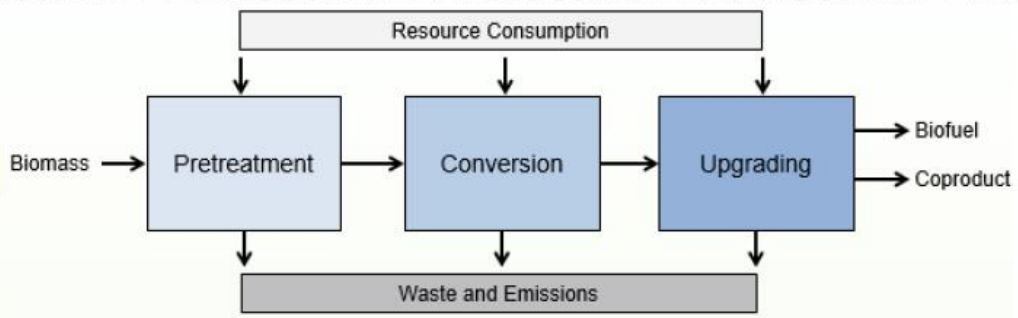 Resource Consumption
Biomass
Pretreatment
Conversion
Upgrading
Biofuel
Coproduct
Waste and Emissions